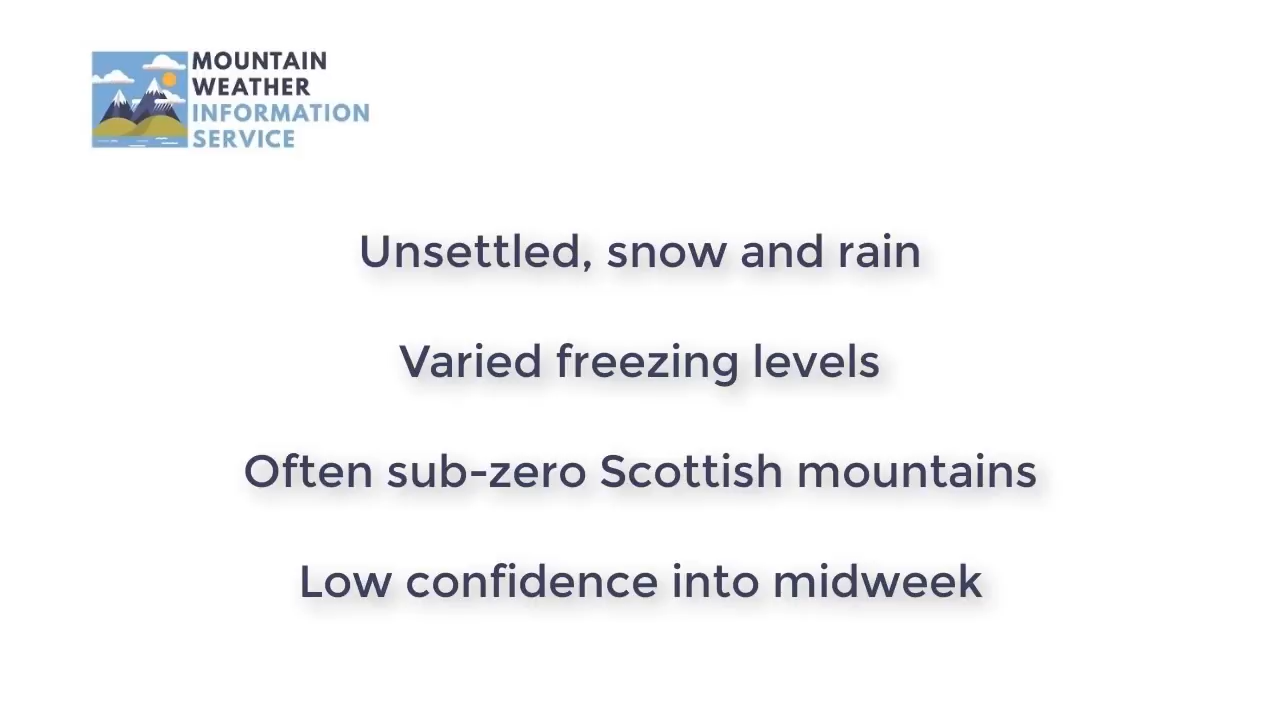 MOUNTAIN
WEATHER
INFORMATION
SERVICE
Unsettled, snow and rain
Varied freezing levels
Often sub-zero Scottish mountains
Low confidence into midweek